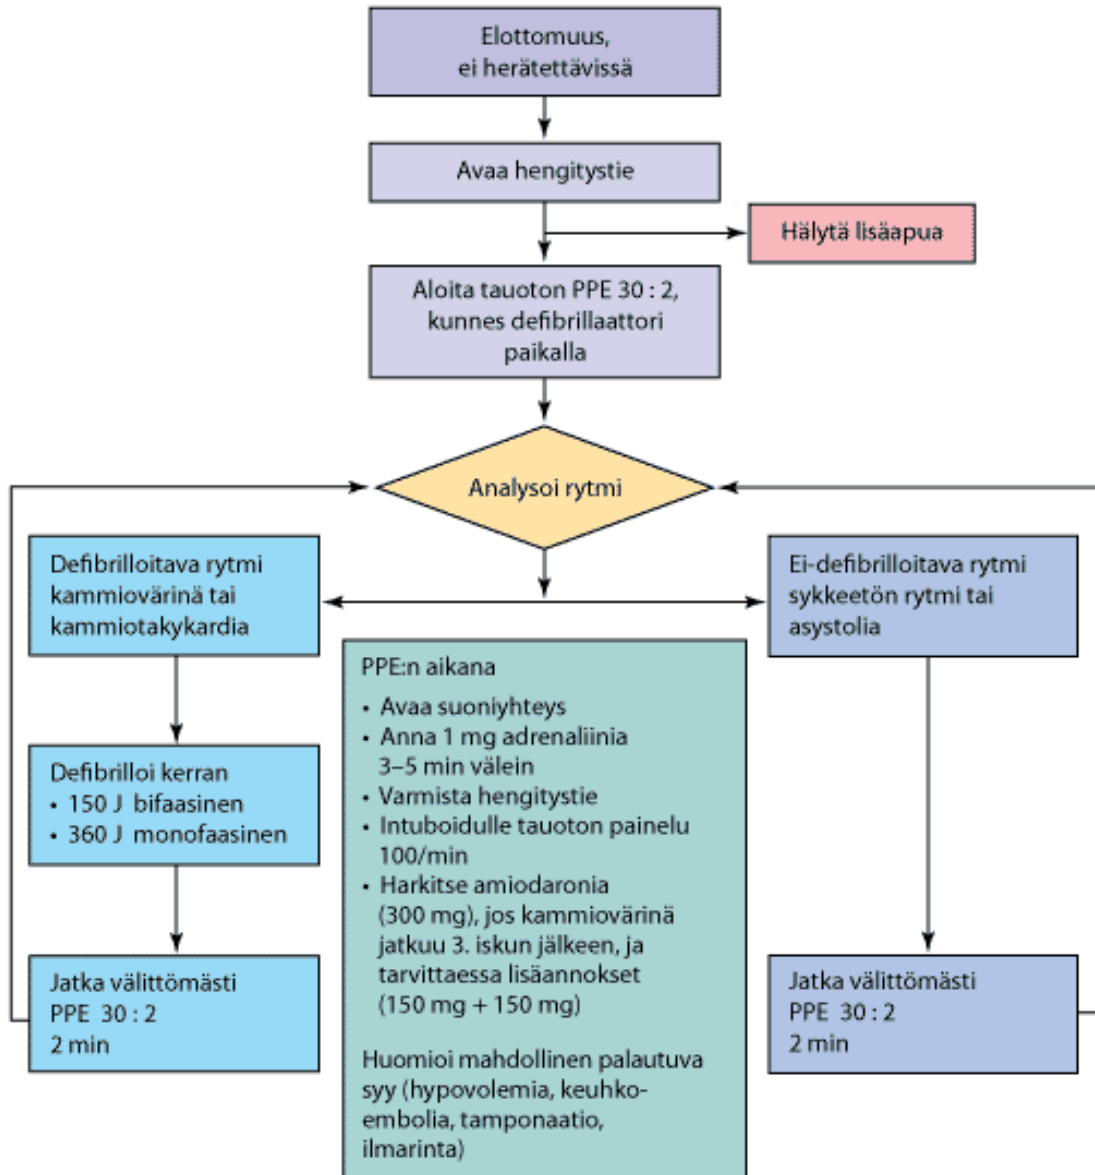 Elottomuus,
ei herätettävissä
Avaa hengitystie
Hälytä lisäapua
Aloita tauoton PPE 30 : 2,
kunnes defibrillaattori
paikalla
Analysoi rytmi
Defibrilloitava rytmi
kammiovärinä tai
kammiotakykardia
Defibrilloi kerran
• 150 J bifaasinen
• 360 J monofaasinen
Jatka välittömästi
PPE 30 : 2
2 min
PPE:n aikana
• Avaa suoniyhteys
• Anna 1 mg adrenaliinia
3–5 min välein
• Varmista hengitystie
• Intuboidulle tauoton painelu
100/min
• Harkitse amiodaronia
(300 mg), jos kammiovärinä
jatkuu 3. iskun jälkeen, ja
tarvittaessa lisäannokset
(150 mg + 150 mg)
Huomioi mahdollinen palautuva
syy (hypovolemia, keuhko-
embolia, tamponaatio,
ilmarinta)
Ei-defibrilloitava rytmi
sykkeetön rytmi tai
asystolia
Jatka välittömästi
PPE 30 : 2
2 min